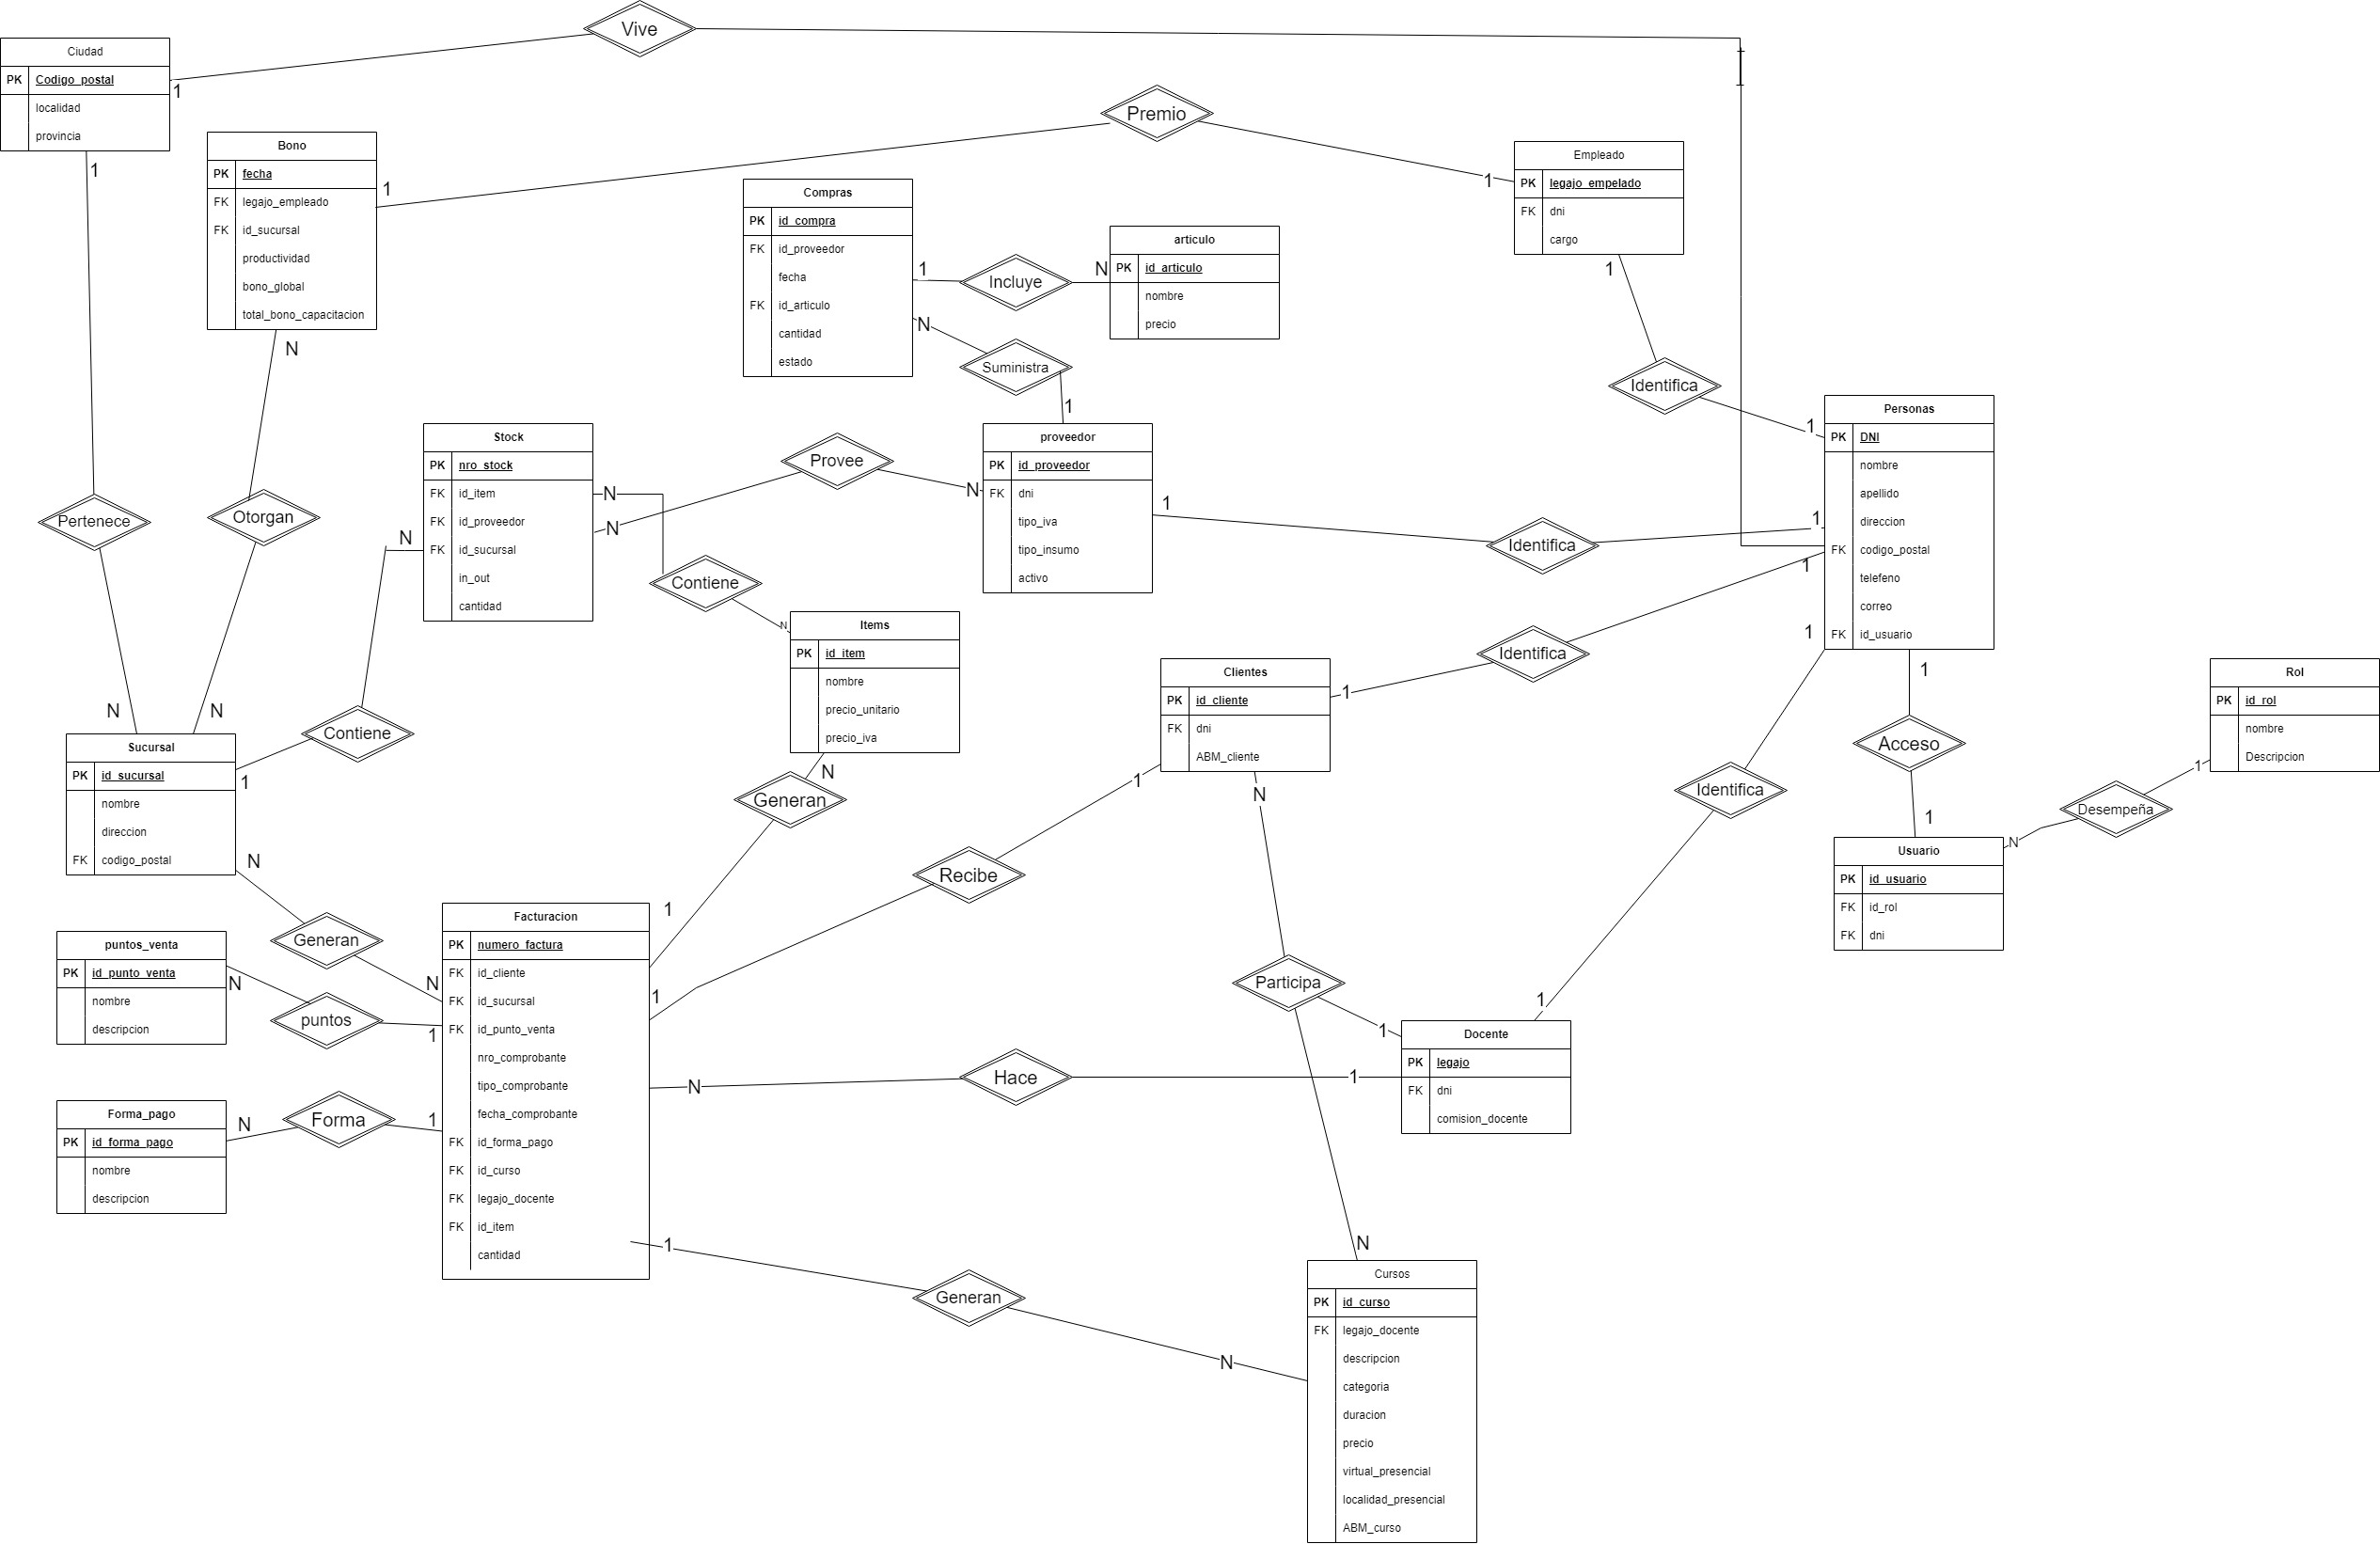 Vive
Ciudad
PK Codigo_postal
localidad
provincia
1
1
1
Premio
1
1
Bono
PK fecha
FK legajo_empleado
FK id_sucursal
productividad
bono_global
total_bono_capacitacion
N
Empleado
PK legajo_empelado
FK dni
cargo
1
Compras
PK id_compra
FK id_proveedor
fecha
FK id_articulo
cantidad
estado
1
Incluye
N
articulo
PK id_articulo
nombre
precio
N
Suministra
1
Identifica
1
Personas
PK DNI
nombre
apellido
direccion
FK codigo_postal
telefeno
correo
FK id_usuario
Stock
PK nro_stock
FK id_item
FK id_proveedor
FK id_sucursal
in_out
cantidad
N
N
N
Provee
N
proveedor
PK id_proveedor
FK dni
tipo_iva
tipo_insumo
activo
1
Identifica
1
Pertenece
Otorgan
Contiene
N
Items
PK id_item
nombre
precio_unitario
precio_iva
N
1
Identifica
1
Clientes
PK id_cliente
FK dni
ABM_cliente
1
N
1
1
Acceso
1
Rol
PK id_rol
nombre
Descripcion
1
Desempeña
N
Usuario
PK id_usuario
FK id_rol
FK dni
Identifica
1
N
N
Contiene
1
Sucursal
PK id_sucursal
nombre
direccion
FK codigo_postal
N
Generan
1
Generan
N
Recibe
1
puntos_venta
PK id_punto_venta
nombre
descripcion
N
puntos
1
Facturacion
PK numero_factura
FK id_cliente
FK id_sucursal
FK id_punto_venta
nro_comprobante
tipo_comprobante
fecha_comprobante
FK id_forma_pago
FK id_curso
FK legajo_docente
FK id_item
cantidad
Participa
1
Docente
PK legajo
FK dni
comision_docente
N
Hace
1
Forma_pago
PK id_forma_pago
nombre
descripcion
N
Forma
1
1
Generan
N
N
Cursos
PK id_curso
FK legajo_docente
descripcion
categoria
duracion
precio
virtual_presencial
localidad_presencial
ABM_curso